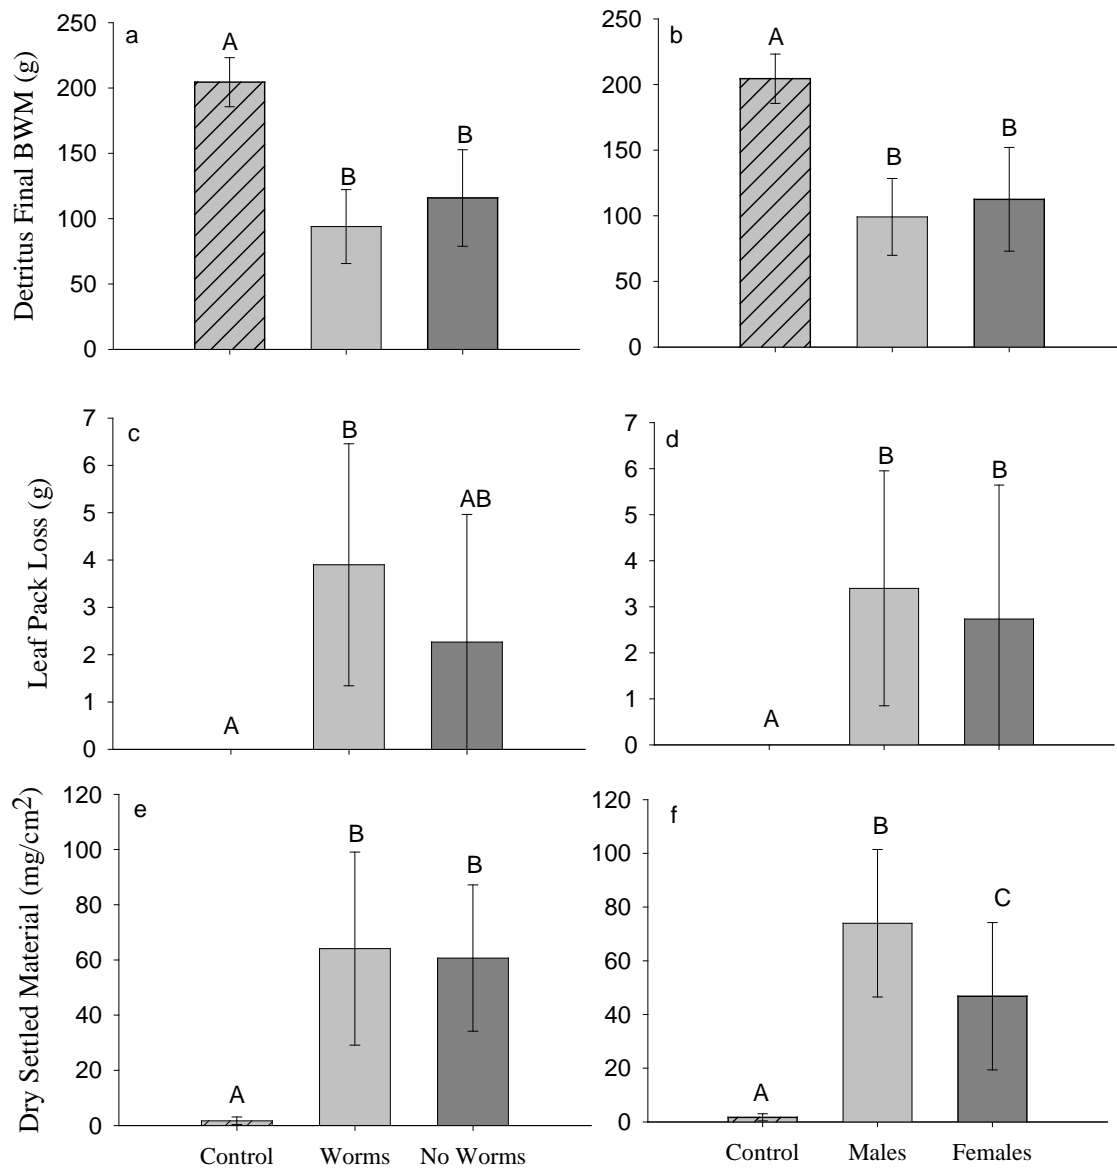 a
b
Detritus Final BWM (g)
250
200
150
100
50
0
A
B
B
250
200
150
100
50
0
A
B
B
c
d
Leaf Pack Loss (g)
7
6
5
4
3
2
1
0
A
B
AB
7
6
5
4
3
2
1
0
A
B
B
e
f
Dry Settled Material (mg/cm2)
120
100
80
60
40
20
0
A
B
B
120
100
80
60
40
20
0
A
B
C
Control Worms No Worms
Control Males Females